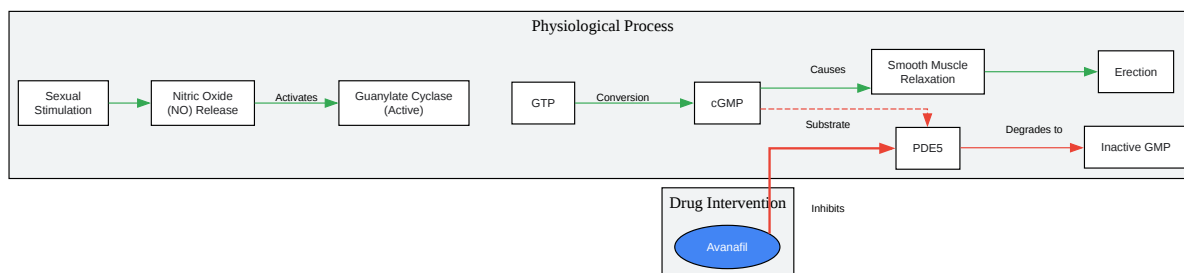 Physiological Process
Sexual
Stimulation
Nitric Oxide
(NO) Release
Activates
Guanylate Cyclase
(Active)
GTP
Conversion
cGMP
Causes
Smooth Muscle
Relaxation
Erection
Substrate
PDE5
Degrades to
Inactive GMP
Drug Intervention
Inhibits
Avanafil